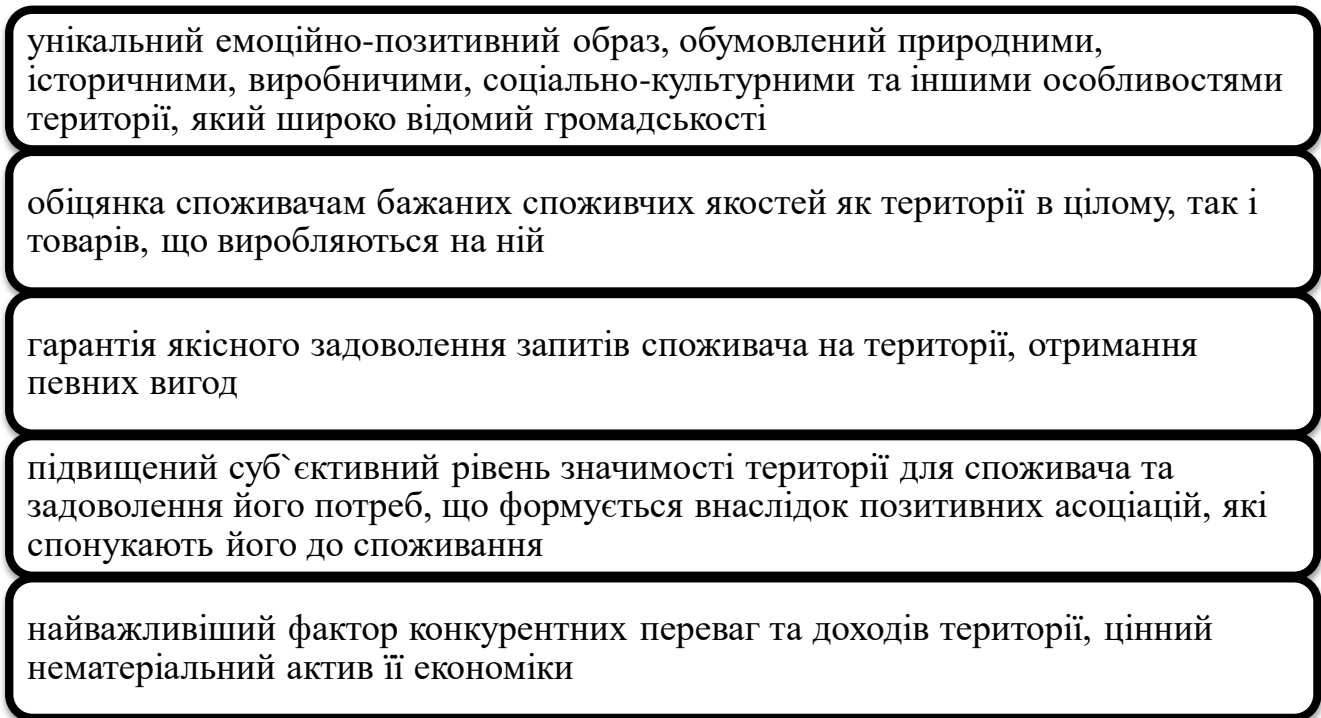 унікальний емоційно-позитивний образ, обумовлений природними,
історичними, виробничими, соціально-культурними та іншими особливостями
території, який широко відомий громадськості
обіцянка споживачам бажаних споживчих якостей як території в цілому, так і
товарів, що виробляються на ній
гарантія якісного задоволення запитів споживача на території, отримання
певних вигод
підвищений суб`єктивний рівень значимості території для споживача та
задоволення його потреб, що формується внаслідок позитивних асоціацій, які
спонукають його до споживання
найважливіший фактор конкурентних переваг та доходів території, цінний
нематеріальний актив її економіки